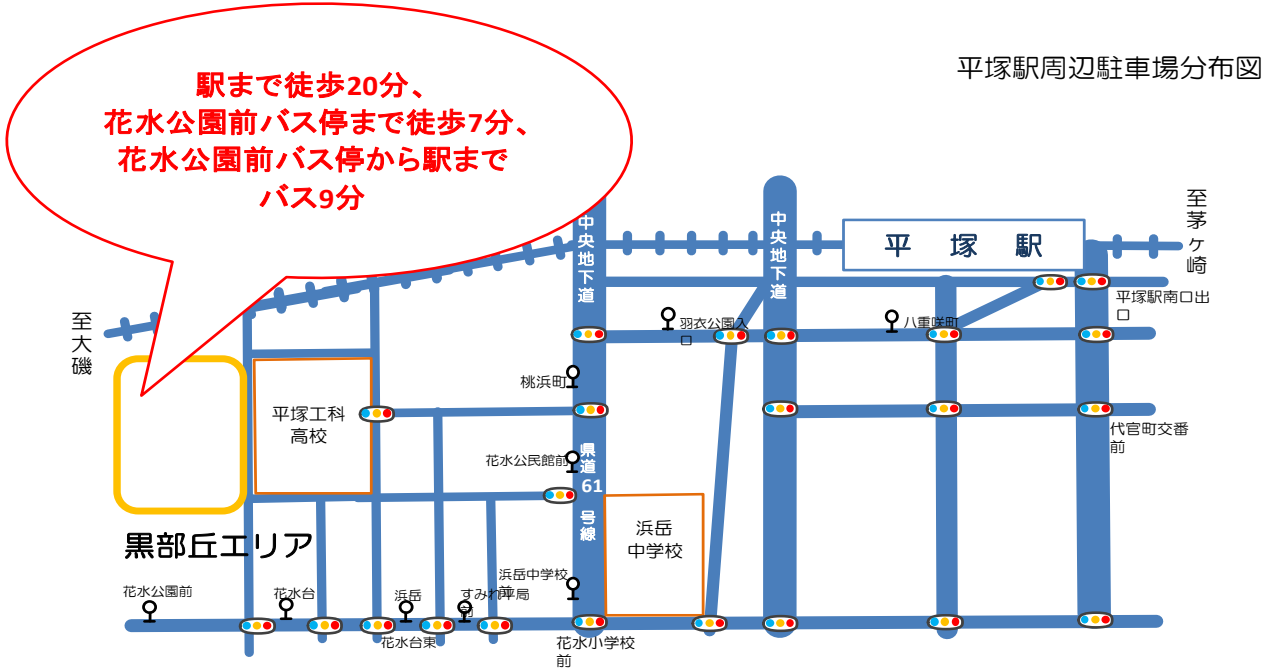 平塚駅周辺駐車場分布図
駅まで徒歩20分、
花水公園前バス停まで徒歩7分、
花水公園前バス停から駅まで
バス9分
至茅ヶ崎
中央地下道
中央地下道
平塚駅
平塚駅南口出
口
至大磯
羽衣公園入
口
八重咲町
桃浜町
平塚工科
高校
代官町交番
前
花水公民館前
県道61号線
浜岳
中学校
黒部丘エリア
花水公園前
花水台
浜岳
すみれ平局
前
浜岳中学校
前
花水台東
花水小学校
前